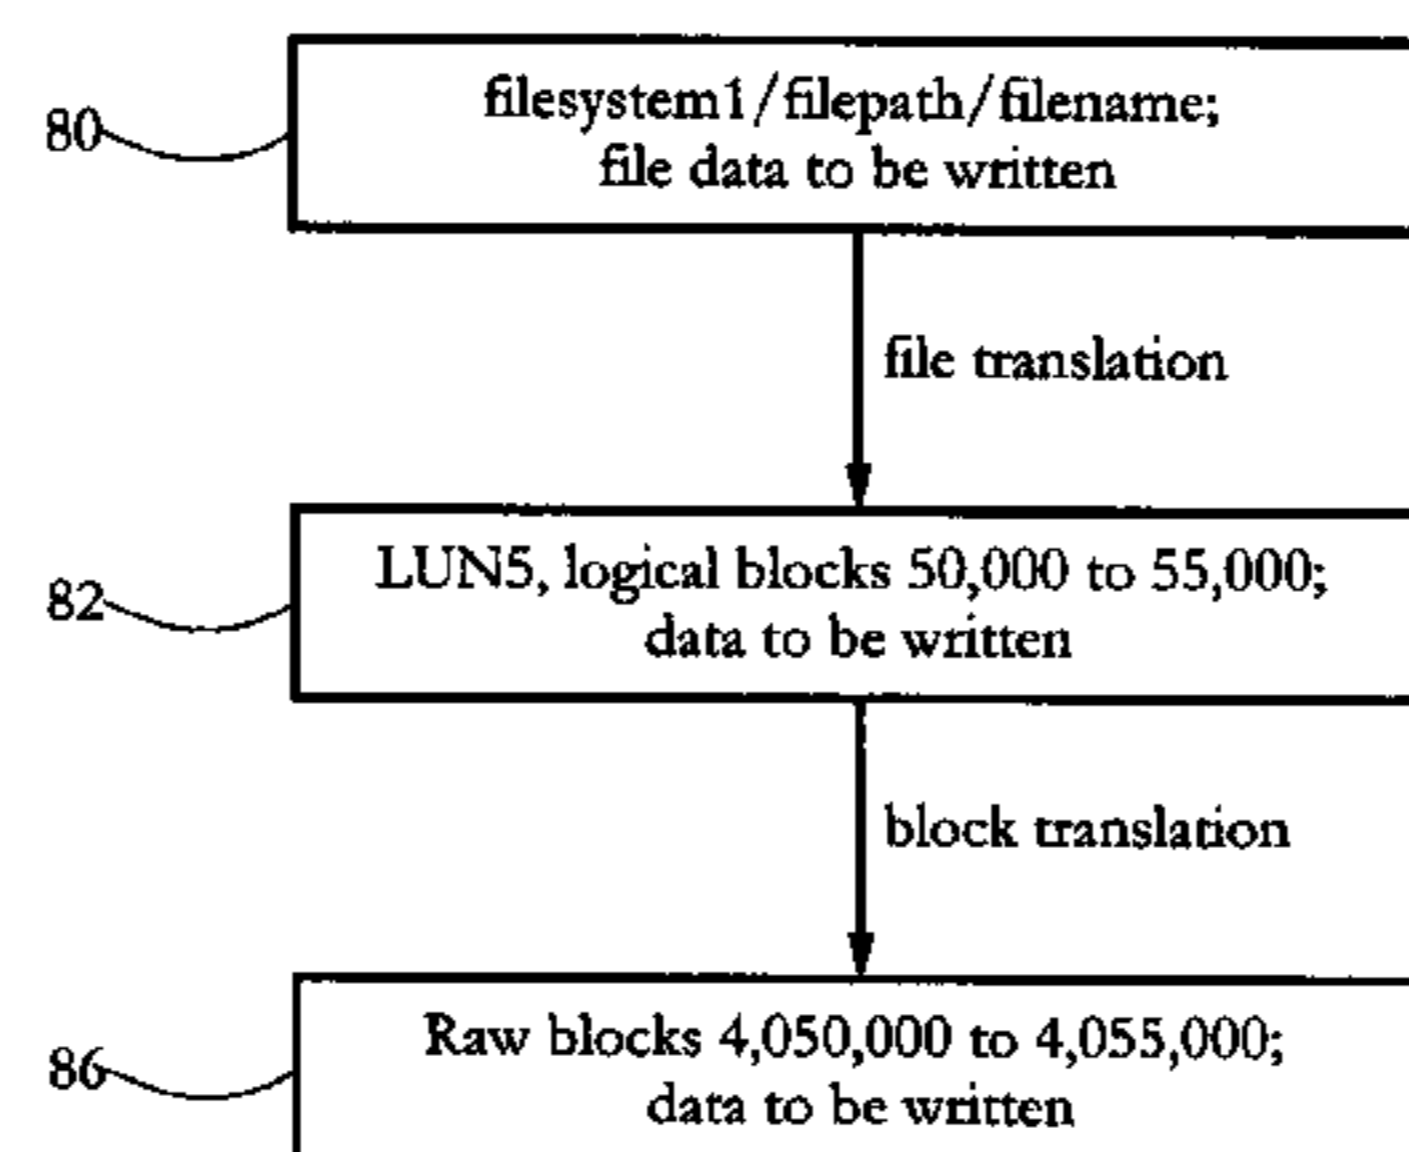 80
filesystem1/filepath/filename;
file data to be written
file translation
82
LUN5, logical blocks 50,000 to 55,000;
data to be written
block translation
86
Raw blocks 4,050,000 to 4,055,000;
data to be written